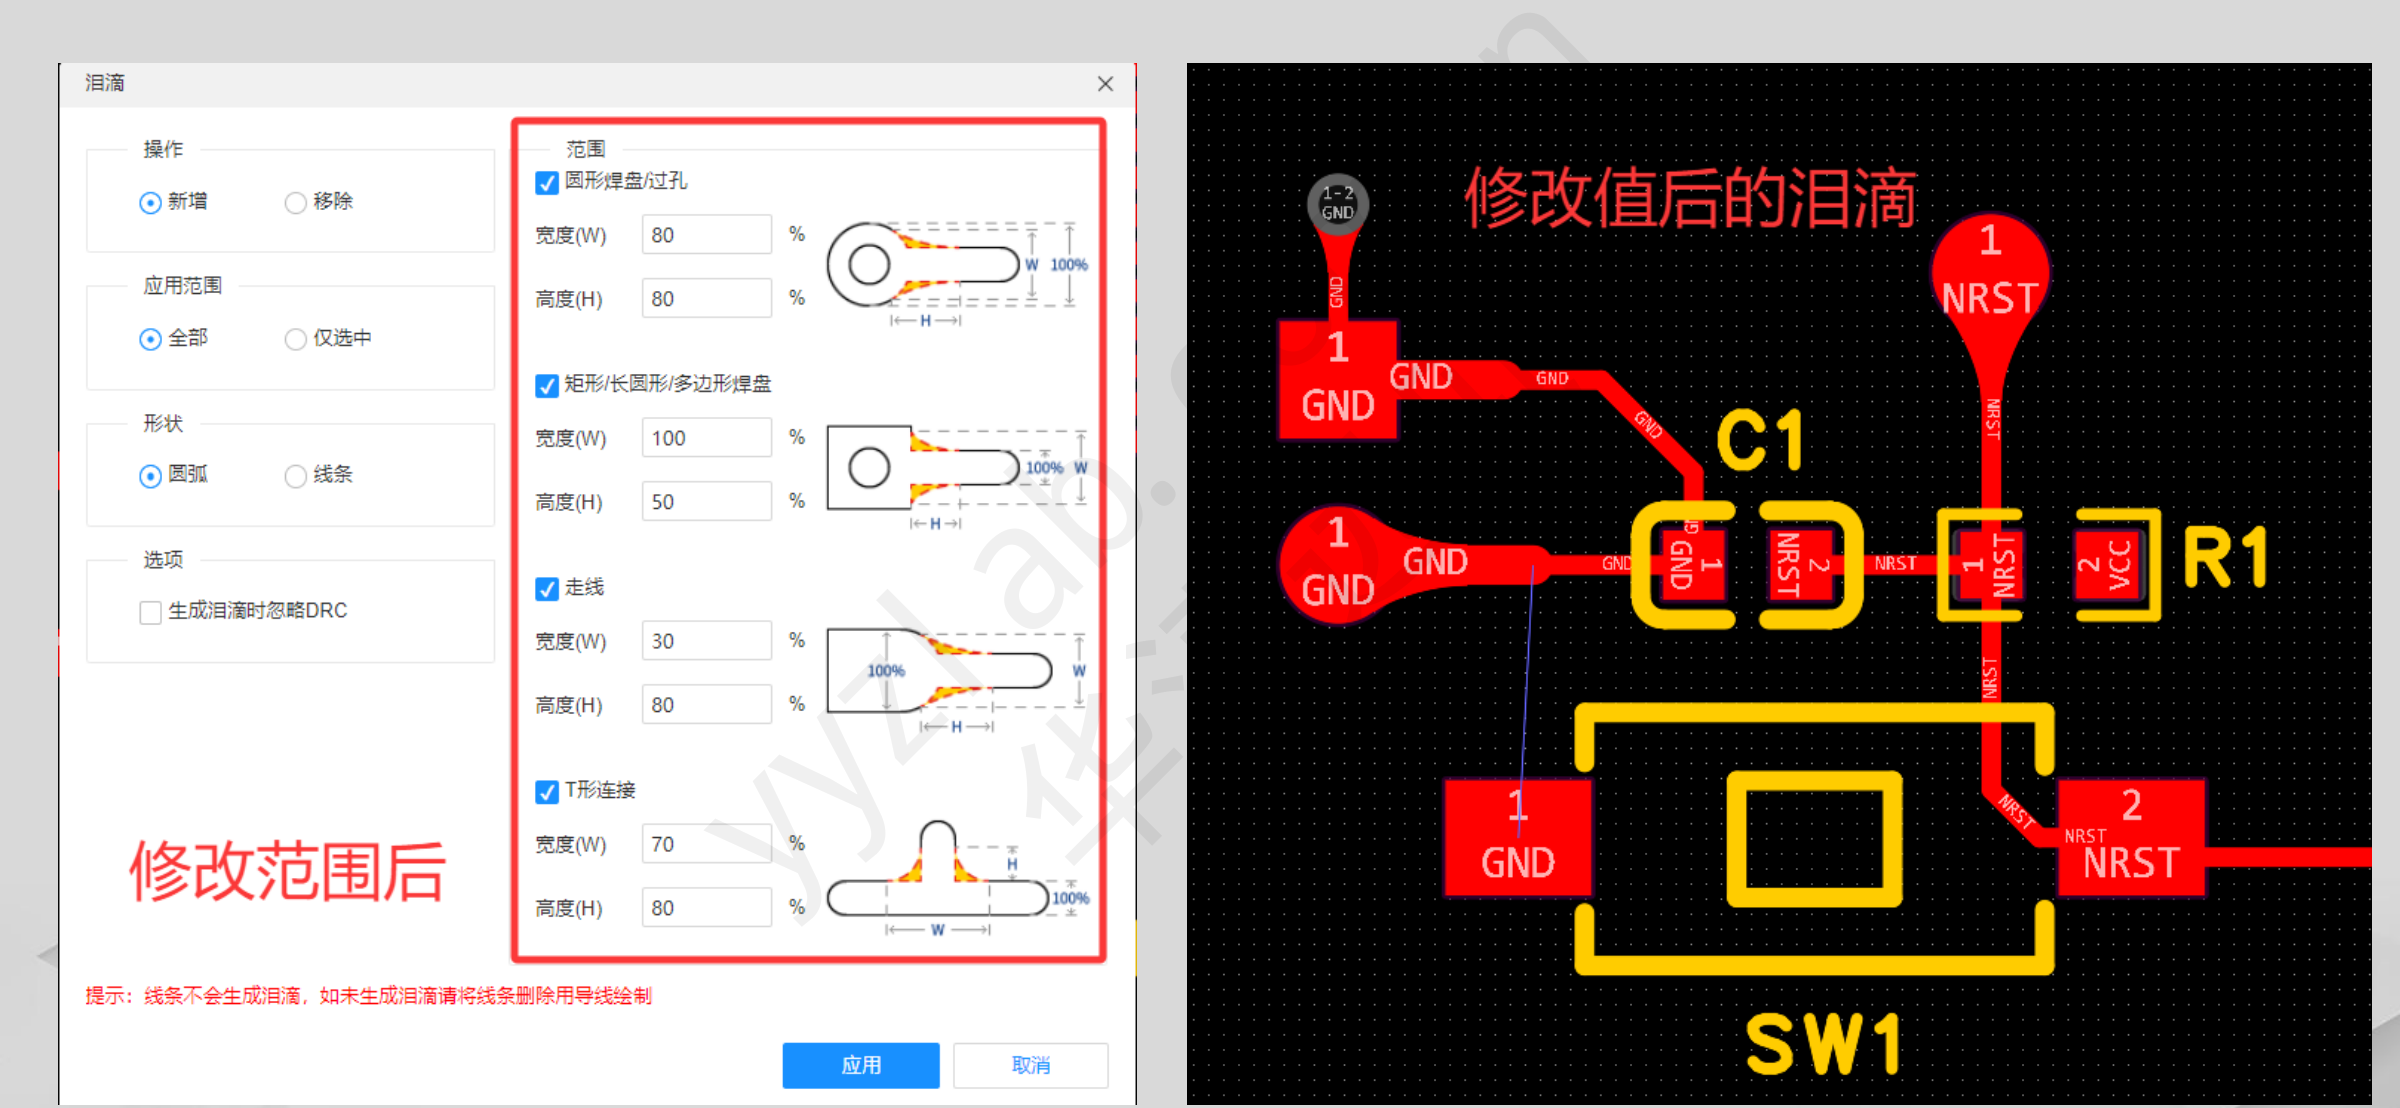 泪滴
操作
新增 移除
应用范围
全部 仅选中
形状
圆弧 线条
选项
生成泪滴时忽略DRC
修改范围后
范围
圆形焊盘/过孔
宽度(W) 80 %
高度(H) 80 %
W 100%
H
矩形/长圆形/多边形焊盘
宽度(W) 100 %
高度(H) 50 %
100% W
H
走线
宽度(W) 30 %
高度(H) 80 %
100% W
H
T形连接
宽度(W) 70 %
高度(H) 80 %
H
100%
W
提示：线条不会生成泪滴，如未生成泪滴请将线条删除用导线绘制
应用 取消
修改值后的泪滴
1-2
GND
GND
1
GND
GND
GND
GND
1
NRST
NRST
C1
1
GND
GND
GND
GND
1
NRST
2
NRST
1
NRST
2
VCC
R1
NRST
NRST
1
GND
2
NRST
NRST
SW1
yyzlab.c
n
华